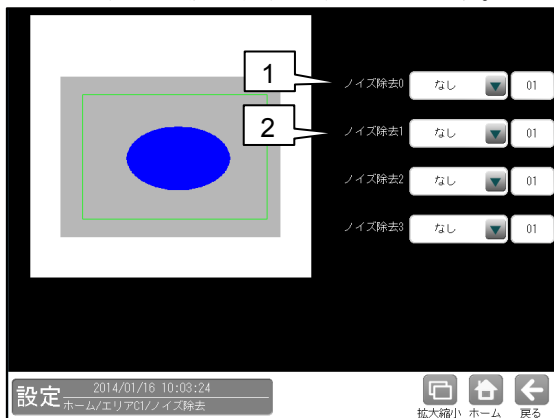 1
ノイズ除去0 なし 01
2
ノイズ除去1 なし 01
ノイズ除去2 なし 01
ノイズ除去3 なし 01
設定
2014/01/16 10:03:24
ホーム/エリア01/ノイズ除去
拡大縮小 ホーム 戻る